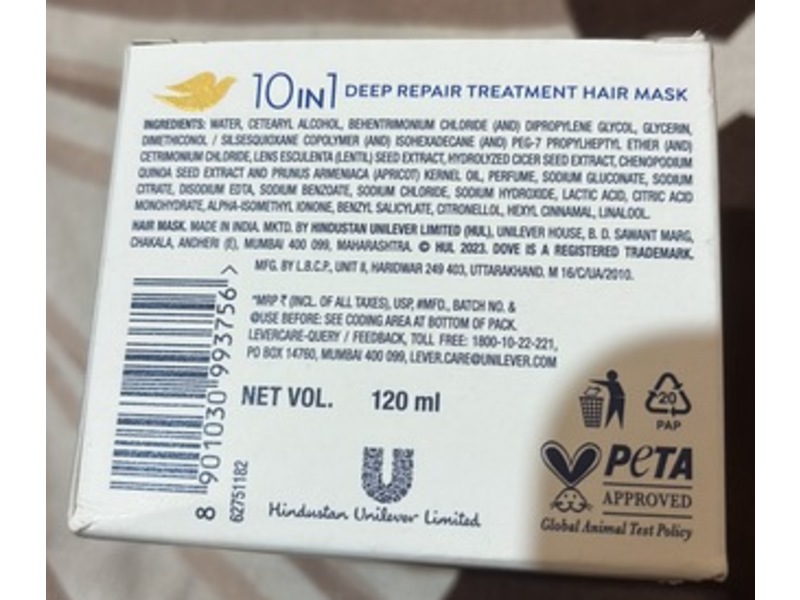 10 IN 1 DEEP REPAIR TREATMENT HAIR MASK
INGREDIENTS: WATER, CETEARYL ALCOHOL, BEHENTRIMONIUM CHLORIDE (AND) DIPROPYLENE GLYCOL, GLYCERIN,
DIMETHICONOL / SILSESQUIOXANE COPOLYMER (AND) ISOHEXADECANE (AND) PEG-7 PROPYLHEPTYL ETHER (AND)
CETRIMONIUM CHLORIDE, LENS ESCULENTA (LENTIL) SEED EXTRACT, HYDROLYZED CICER SEED EXTRACT, CHENOPODIUM
QUINOA SEED EXTRACT AND PRUNUS ARMENIACA (APRICOT) KERNEL OIL, PERFUME, SODIUM GLUCONATE, SODIUM
CITRATE, DISODIUM EDTA, SODIUM BENZOATE, SODIUM CHLORIDE, SODIUM HYDROXIDE, LACTIC ACID, CITRIC ACID
MONOHYDRATE, ALPHA-ISOMETHYL IONONE, BENZYL SALICYLATE, CITRONELLOL, HEXYL CINNAMAL, LINALOOL.
HAIR MASK. MADE IN INDIA. MKTD. BY HINDUSTAN UNILEVER LIMITED (HUL). UNILEVER HOUSE, B. D. SAWANT MARG,
CHAKALA, ANDHERI (E), MUMBAI 400 099, MAHARASHTRA. © HUL 2023. DOVE IS A REGISTERED TRADEMARK.
MFG. BY L.B.C.P., UNIT II, HARIDWAR 249 403, UTTARAKHAND. M 16/C/UA/2010.
*MRP ₹ (INCL. OF ALL TAXES), USP, #MFG., BATCH NO. &
@USE BEFORE: SEE CODING AREA AT BOTTOM OF PACK.
LEVERCARE-QUERY / FEEDBACK, TOLL FREE: 1800-10-22-221,
PO BOX 14760, MUMBAI 400 099, LEVER.CARE@UNILEVER.COM
NET VOL. 120 ml
8 901030 993756 >
62751182
Hindustan Unilever Limited
20
PAP
PETA
APPROVED
Global Animal Test Policy